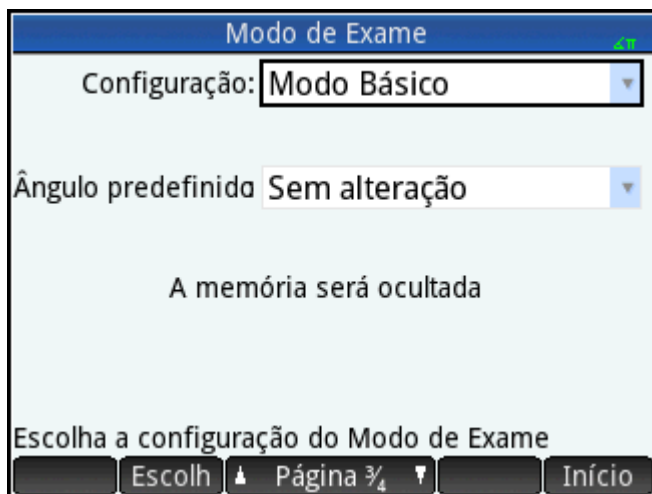 Modo de Exame
∡π
Configuração: Modo Básico
Ângulo predefinido Sem alteração
A memória será ocultada
Escolha a configuração do Modo de Exame
Escolh Página ¾ Início